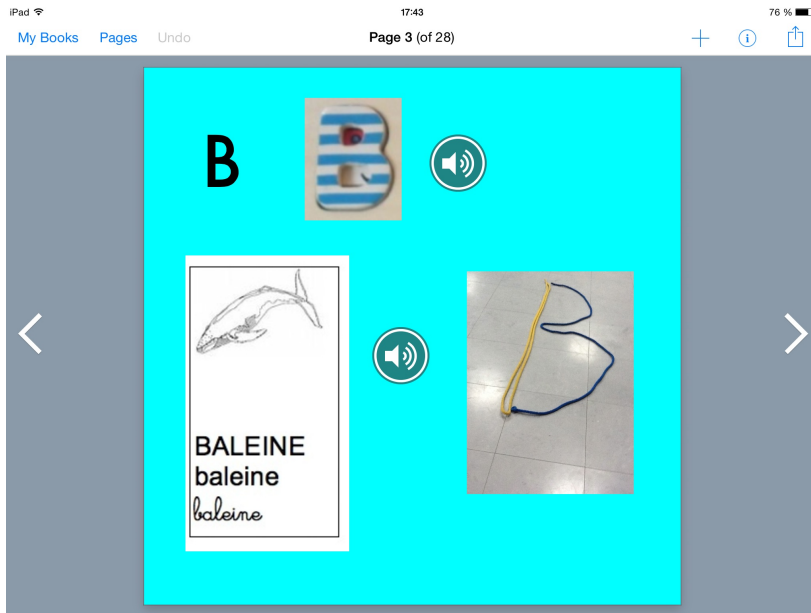 iPad 17:43 76 %
My Books Pages Undo Page 3 (of 28)
B B
BALEINE
baleine
baleine